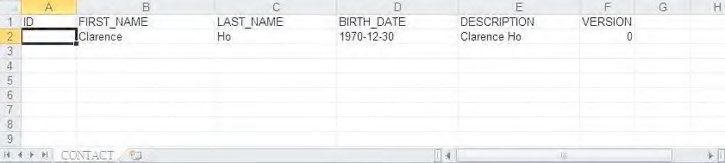 A B C D E F G H
1 ID FIRST_NAME LAST_NAME BIRTH_DATE DESCRIPTION VERSION
2 Clarence Ho 1970-12-30 Clarence Ho 0
3
4
5
6
7
8
9
CONTACT